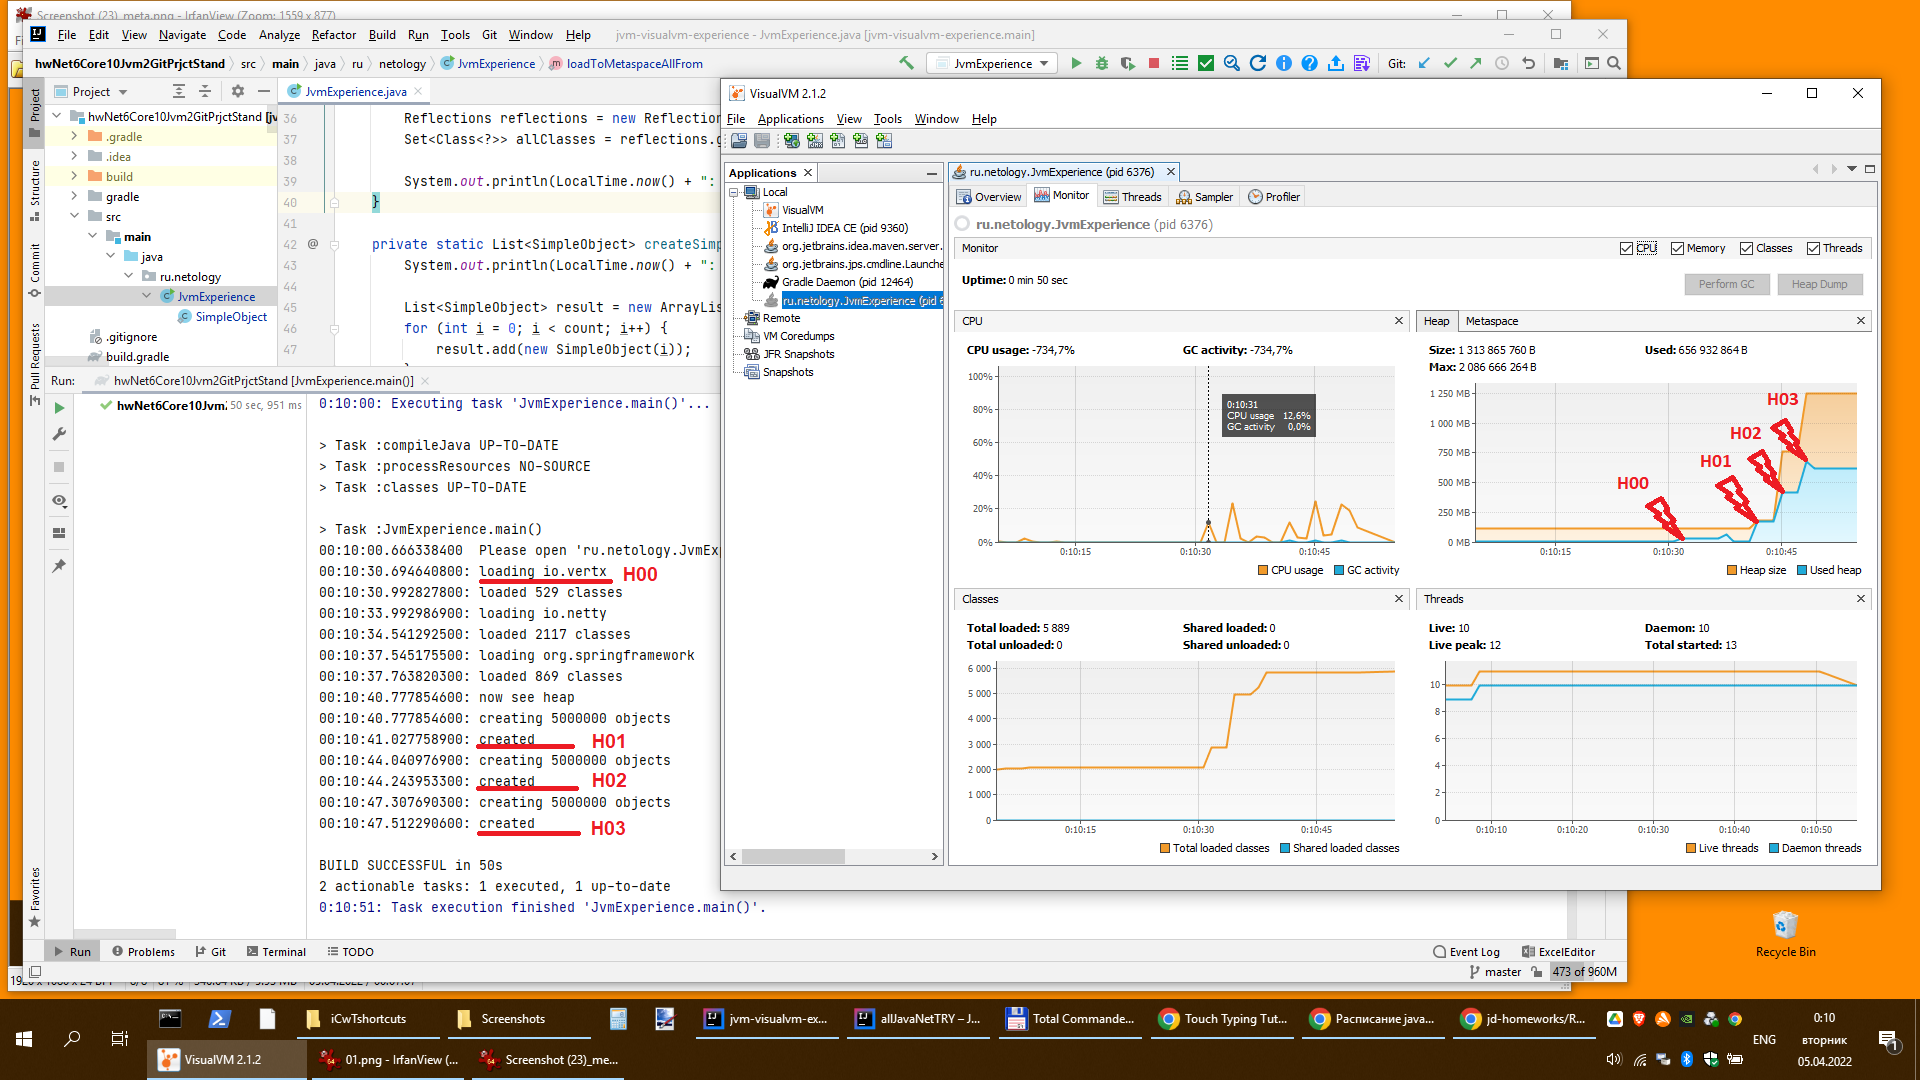 Screenshot (23)_meta.png - IrfanView (Zoom: 1559 x 877)
File Edit View Navigate Code Analyze Refactor Build Run Tools Git Window Help jvm-visualvm-experience - JvmExperience.java [jvm-visualvm-experience.main]
hwNet6Core10Jvm2GitPrjctStand src main java ru netology JvmExperience loadToMetaspaceAllFrom
JvmExperience
Git:
Project
Structure
Commit
Pull Requests
Favorites
Project
hwNet6Core10Jvm2GitPrjctStand [jv
.gradle
.idea
build
gradle
src
main
java
ru.netology
JvmExperience
SimpleObject
.gitignore
build.gradle
JvmExperience.java
36 Reflections reflections = new Reflection
37 Set<Class<?>> allClasses = reflections.g
38
39 System.out.println(LocalTime.now() + ":
40 }
41
42 @ private static List<SimpleObject> createSimp
43 System.out.println(LocalTime.now() + ":
44
45 List<SimpleObject> result = new ArrayLis
46 for (int i = 0; i < count; i++) {
47 result.add(new SimpleObject(i));
Run: hwNet6Core10Jvm2GitPrjctStand [JvmExperience.main()]
hwNet6Core10Jvm2 50 sec, 951 ms
0:10:00: Executing task 'JvmExperience.main()'...
> Task :compileJava UP-TO-DATE
> Task :processResources NO-SOURCE
> Task :classes UP-TO-DATE
> Task :JvmExperience.main()
00:10:00.666338400 Please open 'ru.netology.JvmExp
00:10:30.694640800: loading io.vertx H00
00:10:30.992827800: loaded 529 classes
00:10:33.992986900: loading io.netty
00:10:34.541292500: loaded 2117 classes
00:10:37.545175500: loading org.springframework
00:10:37.763820300: loaded 869 classes
00:10:40.777854600: now see heap
00:10:40.777854600: creating 5000000 objects
00:10:41.027758900: created H01
00:10:44.040976900: creating 5000000 objects
00:10:44.243953300: created H02
00:10:47.307690300: creating 5000000 objects
00:10:47.512290600: created H03
BUILD SUCCESSFUL in 50s
2 actionable tasks: 1 executed, 1 up-to-date
0:10:51: Task execution finished 'JvmExperience.main()'.
Run Problems Git Terminal TODO
Event Log ExcelEditor
master 473 of 960M
VisualVM 2.1.2
File Applications View Tools Window Help
Applications
Local
VisualVM
IntelliJ IDEA CE (pid 9360)
org.jetbrains.idea.maven.server.
org.jetbrains.jps.cmdline.Launche
Gradle Daemon (pid 12464)
ru.netology.JvmExperience (pid 6
Remote
VM Coredumps
JFR Snapshots
Snapshots
ru.netology.JvmExperience (pid 6376)
Overview Monitor Threads Sampler Profiler
ru.netology.JvmExperience (pid 6376)
Monitor
CPU Memory Classes Threads
Uptime: 0 min 50 sec
Perform GC Heap Dump
CPU
CPU usage: -734,7% GC activity: -734,7%
100%
80%
60%
40%
20%
0%
0:10:31
CPU usage 12,6%
GC activity 0,0%
0:10:15 0:10:30 0:10:45
CPU usage GC activity
Heap Metaspace
Size: 1 313 865 760 B Used: 656 932 864 B
Max: 2 086 666 264 B
1 250 MB
1 000 MB
750 MB
500 MB
250 MB
0 MB
H03
H02
H01
H00
0:10:15 0:10:30 0:10:45
Heap size Used heap
Classes
Total loaded: 5 889 Shared loaded: 0
Total unloaded: 0 Shared unloaded: 0
6 000
5 000
4 000
3 000
2 000
1 000
0
0:10:15 0:10:30 0:10:45
Total loaded classes Shared loaded classes
Threads
Live: 10 Daemon: 10
Live peak: 12 Total started: 13
10
8
6
4
2
0
0:10:10 0:10:20 0:10:30 0:10:40 0:10:50
Live threads Daemon threads
Recycle Bin
iCwTshortcuts
Screenshots
jvm-visualvm-ex...
allJavaNetTRY – J...
Total Commande...
Touch Typing Tut...
Расписание java...
jd-homeworks/R...
VisualVM 2.1.2
01.png - IrfanView (...
Screenshot (23)_me...
ENG
0:10
вторник
05.04.2022
1